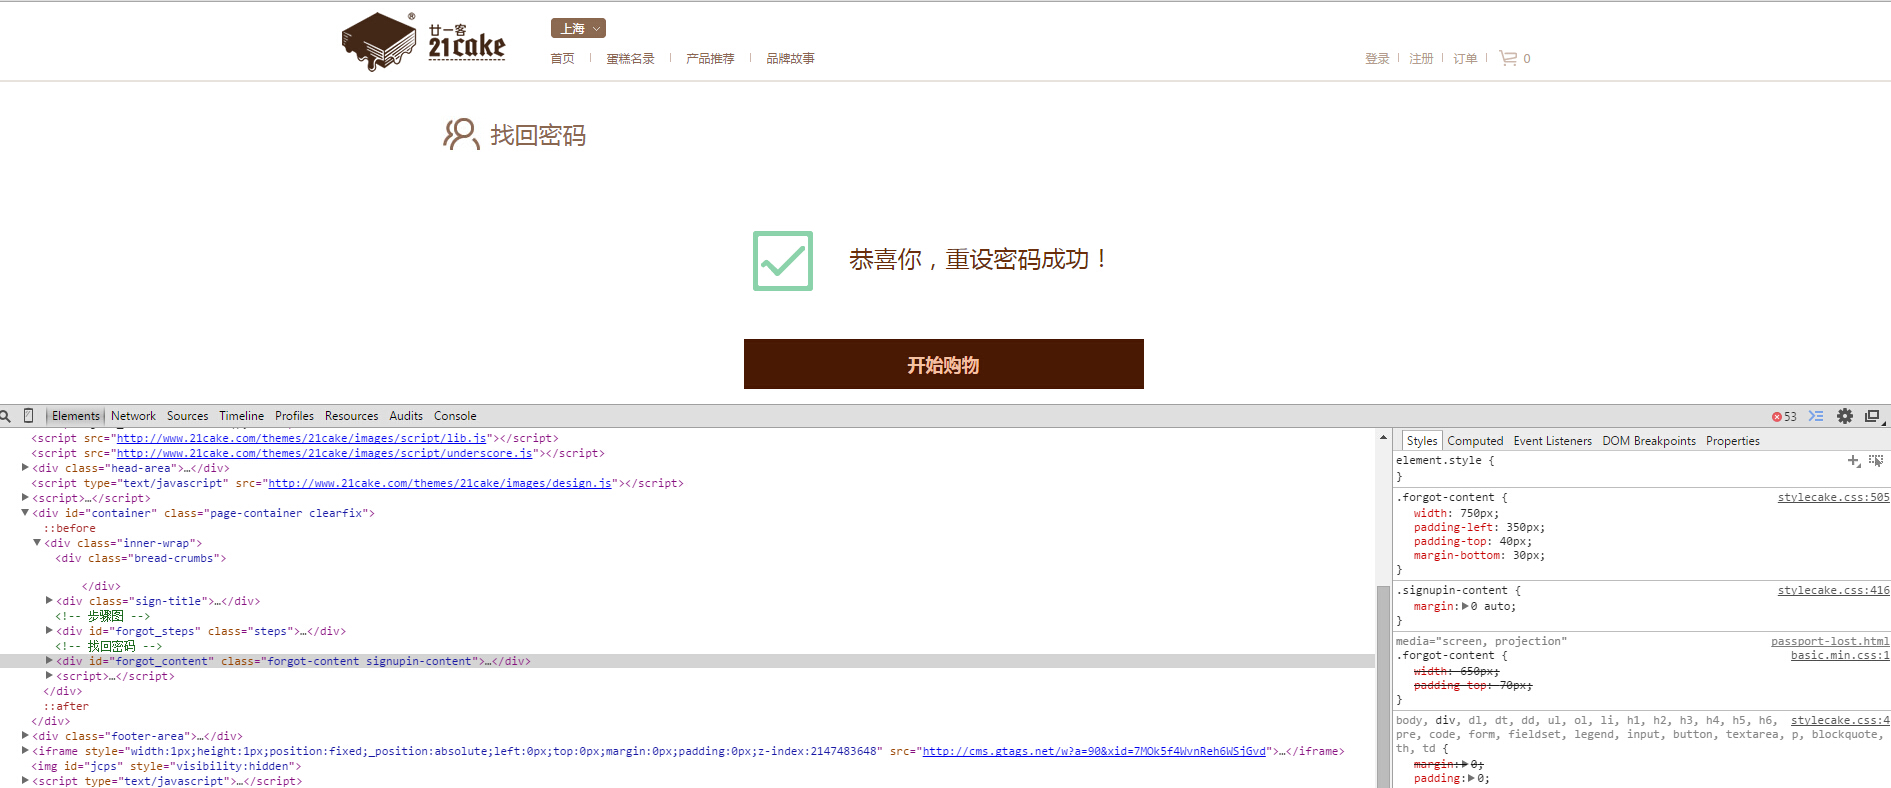 廿一客
21cake
®
上海
首页 蛋糕名录 产品推荐 品牌故事
登录 注册 订单 0
找回密码
恭喜你，重设密码成功！
开始购物
Elements Network Sources Timeline Profiles Resources Audits Console
53
<script src="http://www.21cake.com/themes/21cake/images/script/lib.js"></script>
<script src="http://www.21cake.com/themes/21cake/images/script/underscore.js"></script>
<div class="head-area">…</div>
<script type="text/javascript" src="http://www.21cake.com/themes/21cake/images/design.js"></script>
<script>…</script>
<div id="container" class="page-container clearfix">
::before
<div class="inner-wrap">
<div class="bread-crumbs">
</div>
<div class="sign-title">…</div>
<!-- 步骤图 -->
<div id="forgot_steps" class="steps">…</div>
<!-- 找回密码 -->
<div id="forgot_content" class="forgot-content signupin-content">…</div>
<script>…</script>
</div>
::after
</div>
<div class="footer-area">…</div>
<iframe style="width:1px;height:1px;position:fixed;_position:absolute;left:0px;top:0px;margin:0px;padding:0px;z-index:2147483648" src="http://cms.gtags.net/w?a=90&xid=7MOk5f4WvnReh6WSjGvd">…</iframe>
<img id="jcps" style="visibility:hidden">
<script type="text/javascript">…</script>
Styles Computed Event Listeners DOM Breakpoints Properties
element.style {
}
.forgot-content { stylecake.css:505
width: 750px;
padding-left: 350px;
padding-top: 40px;
margin-bottom: 30px;
}
.signupin-content { stylecake.css:416
margin: 0 auto;
}
media="screen, projection" passport-lost.html
.forgot-content { basic.min.css:1
width: 650px;
padding-top: 70px;
}
body, div, dl, dt, dd, ul, ol, li, h1, h2, h3, h4, h5, h6, stylecake.css:4
pre, code, form, fieldset, legend, input, button, textarea, p, blockquote,
th, td {
margin: 0;
padding: 0;